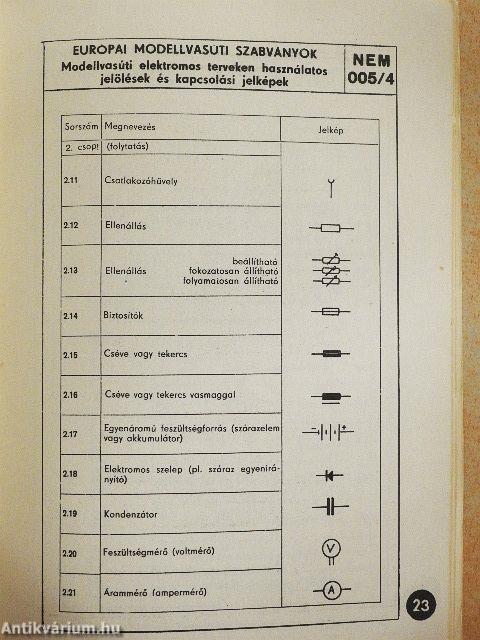 EUROPAI MODELLVASUTI SZABVANYOK
Modellvasúti elektromos terveken használatos
jelölések és kapcsolási jelképek
NEM
005/4
Sorszám Megnevezés Jelkép
2. csop. (folytatás)
2.11 Csatlakozóhüvely
2.12 Ellenállás
2.13 Ellenállás beállítható
fokozatosan állítható
folyamatosan állítható
2.14 Biztosítók
2.15 Cséve vagy tekercs
2.16 Cséve vagy tekercs vasmaggal
2.17 Egyenáramú feszültségforrás (szárazelem
vagy akkumulátor)
2.18 Elektromos szelep (pl. száraz egyenirá-
nyító)
2.19 Kondenzátor
2.20 Feszültségmérő (voltmérő) V
2.21 Árammérő (ampermérő) A
23
Antikvárium.hu